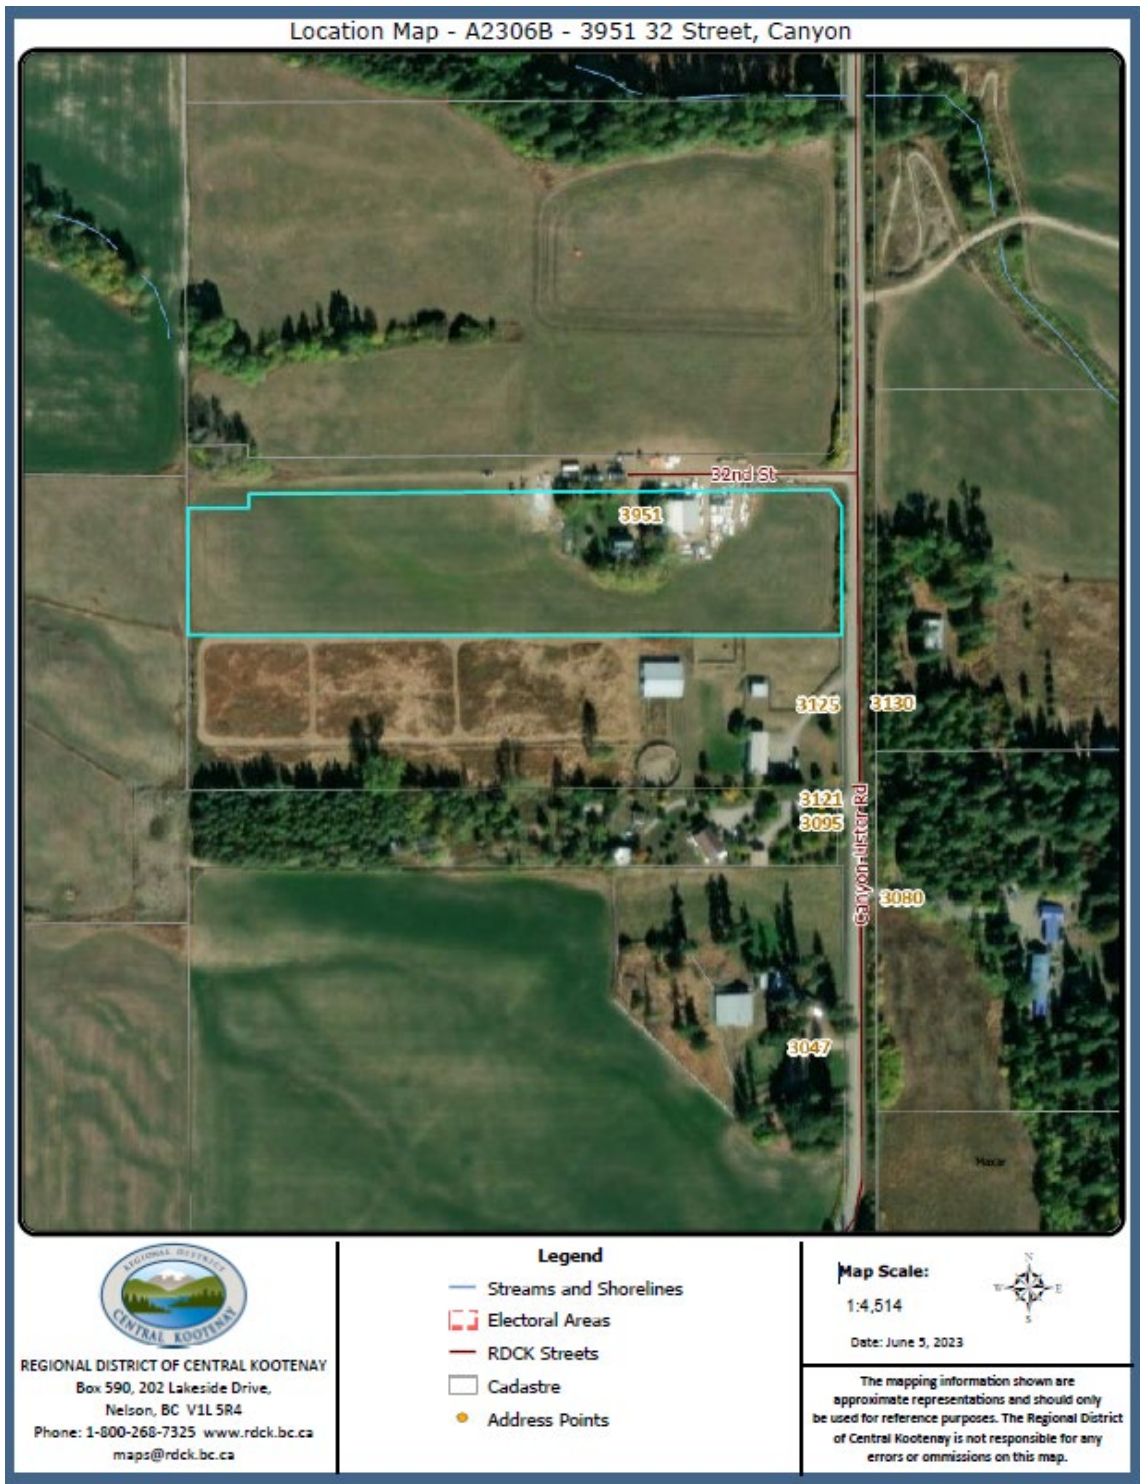 Location Map - A2306B - 3951 32 Street, Canyon
32nd St
3951
3125
3130
3121
3095
Canyon-Lister Rd
3080
3047
Maxar
REGIONAL DISTRICT
CENTRAL KOOTENAY
REGIONAL DISTRICT OF CENTRAL KOOTENAY
Box 590, 202 Lakeside Drive,
Nelson, BC V1L 5R4
Phone: 1-800-268-7325 www.rdck.bc.ca
maps@rdck.bc.ca
Legend
Streams and Shorelines
Electoral Areas
RDCK Streets
Cadastre
Address Points
Map Scale:
1:4,514
Date: June 5, 2023
N
W
E
S
The mapping information shown are
approximate representations and should only
be used for reference purposes. The Regional District
of Central Kootenay is not responsible for any
errors or ommissions on this map.